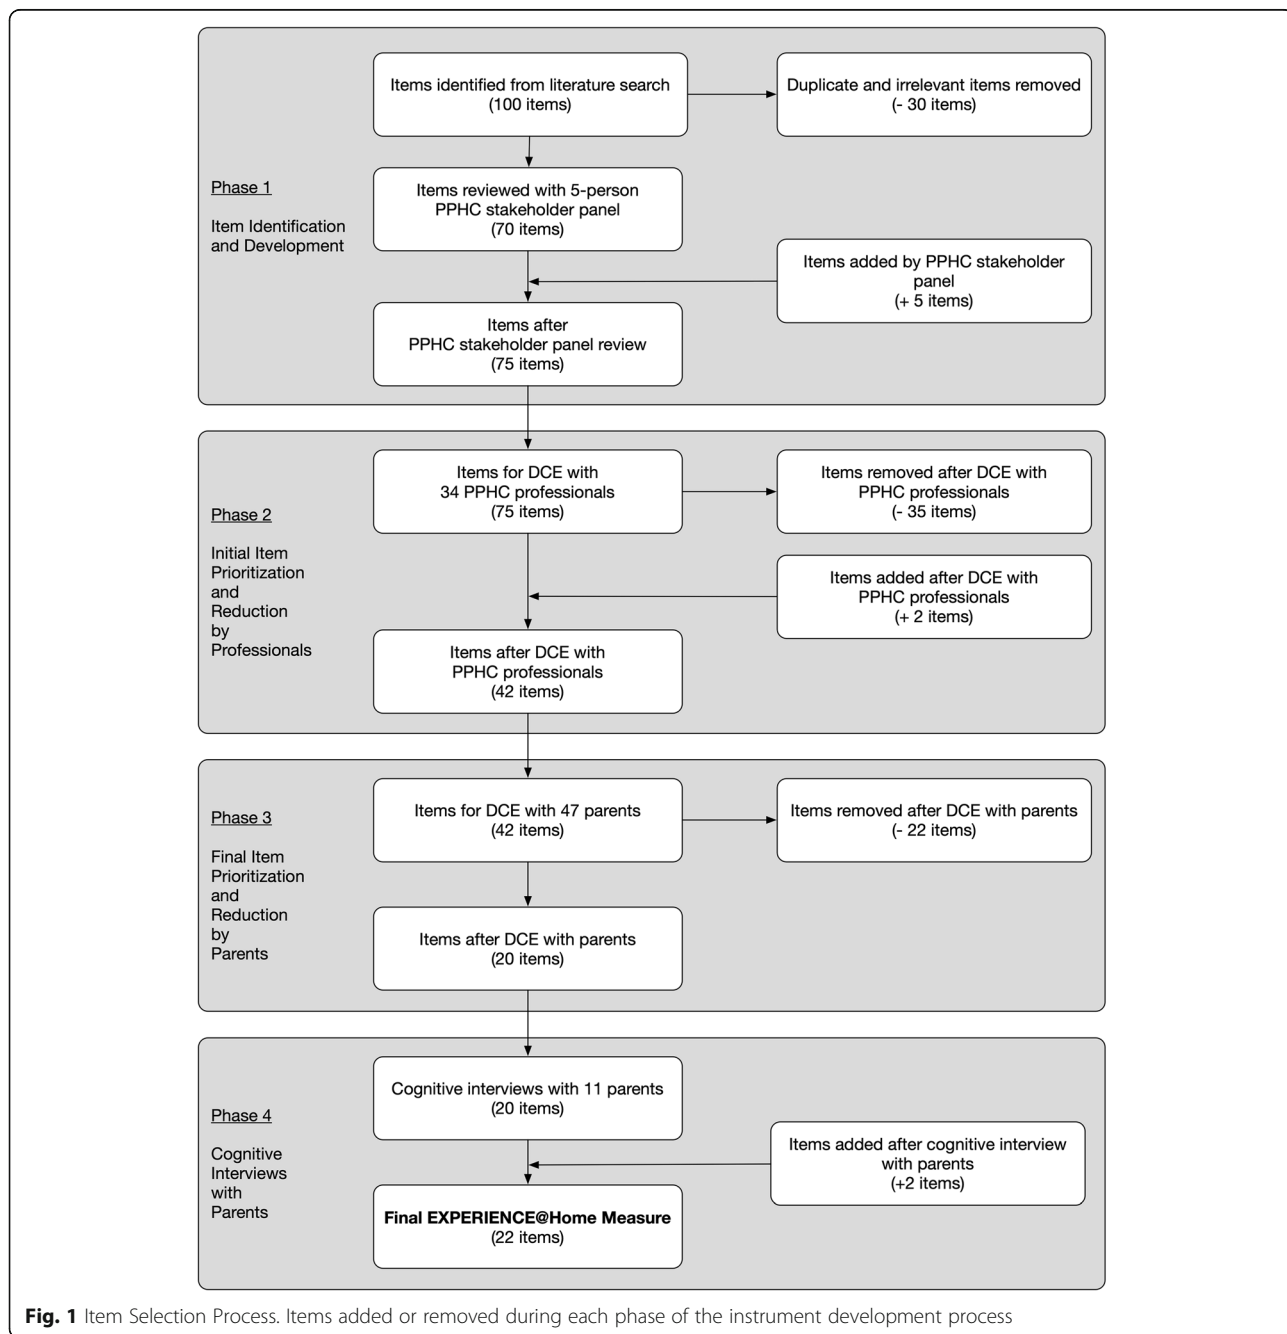 Items identified from literature search
(100 items)
Duplicate and irrelevant items removed
(- 30 items)
Phase 1
Item Identification
and Development
Items reviewed with 5-person
PPHC stakeholder panel
(70 items)
Items added by PPHC stakeholder
panel
(+ 5 items)
Items after
PPHC stakeholder panel review
(75 items)
Phase 2
Initial Item
Prioritization
and
Reduction
by
Professionals
Items for DCE with
34 PPHC professionals
(75 items)
Items removed after DCE with
PPHC professionals
(- 35 items)
Items added after DCE with
PPHC professionals
(+ 2 items)
Items after DCE with
PPHC professionals
(42 items)
Phase 3
Final Item
Prioritization
and
Reduction
by
Parents
Items for DCE with 47 parents
(42 items)
Items removed after DCE with parents
(- 22 items)
Items after DCE with parents
(20 items)
Phase 4
Cognitive
Interviews
with
Parents
Cognitive interviews with 11 parents
(20 items)
Items added after cognitive interview
with parents
(+2 items)
Final EXPERIENCE@Home Measure
(22 items)
Fig. 1 Item Selection Process. Items added or removed during each phase of the instrument development process